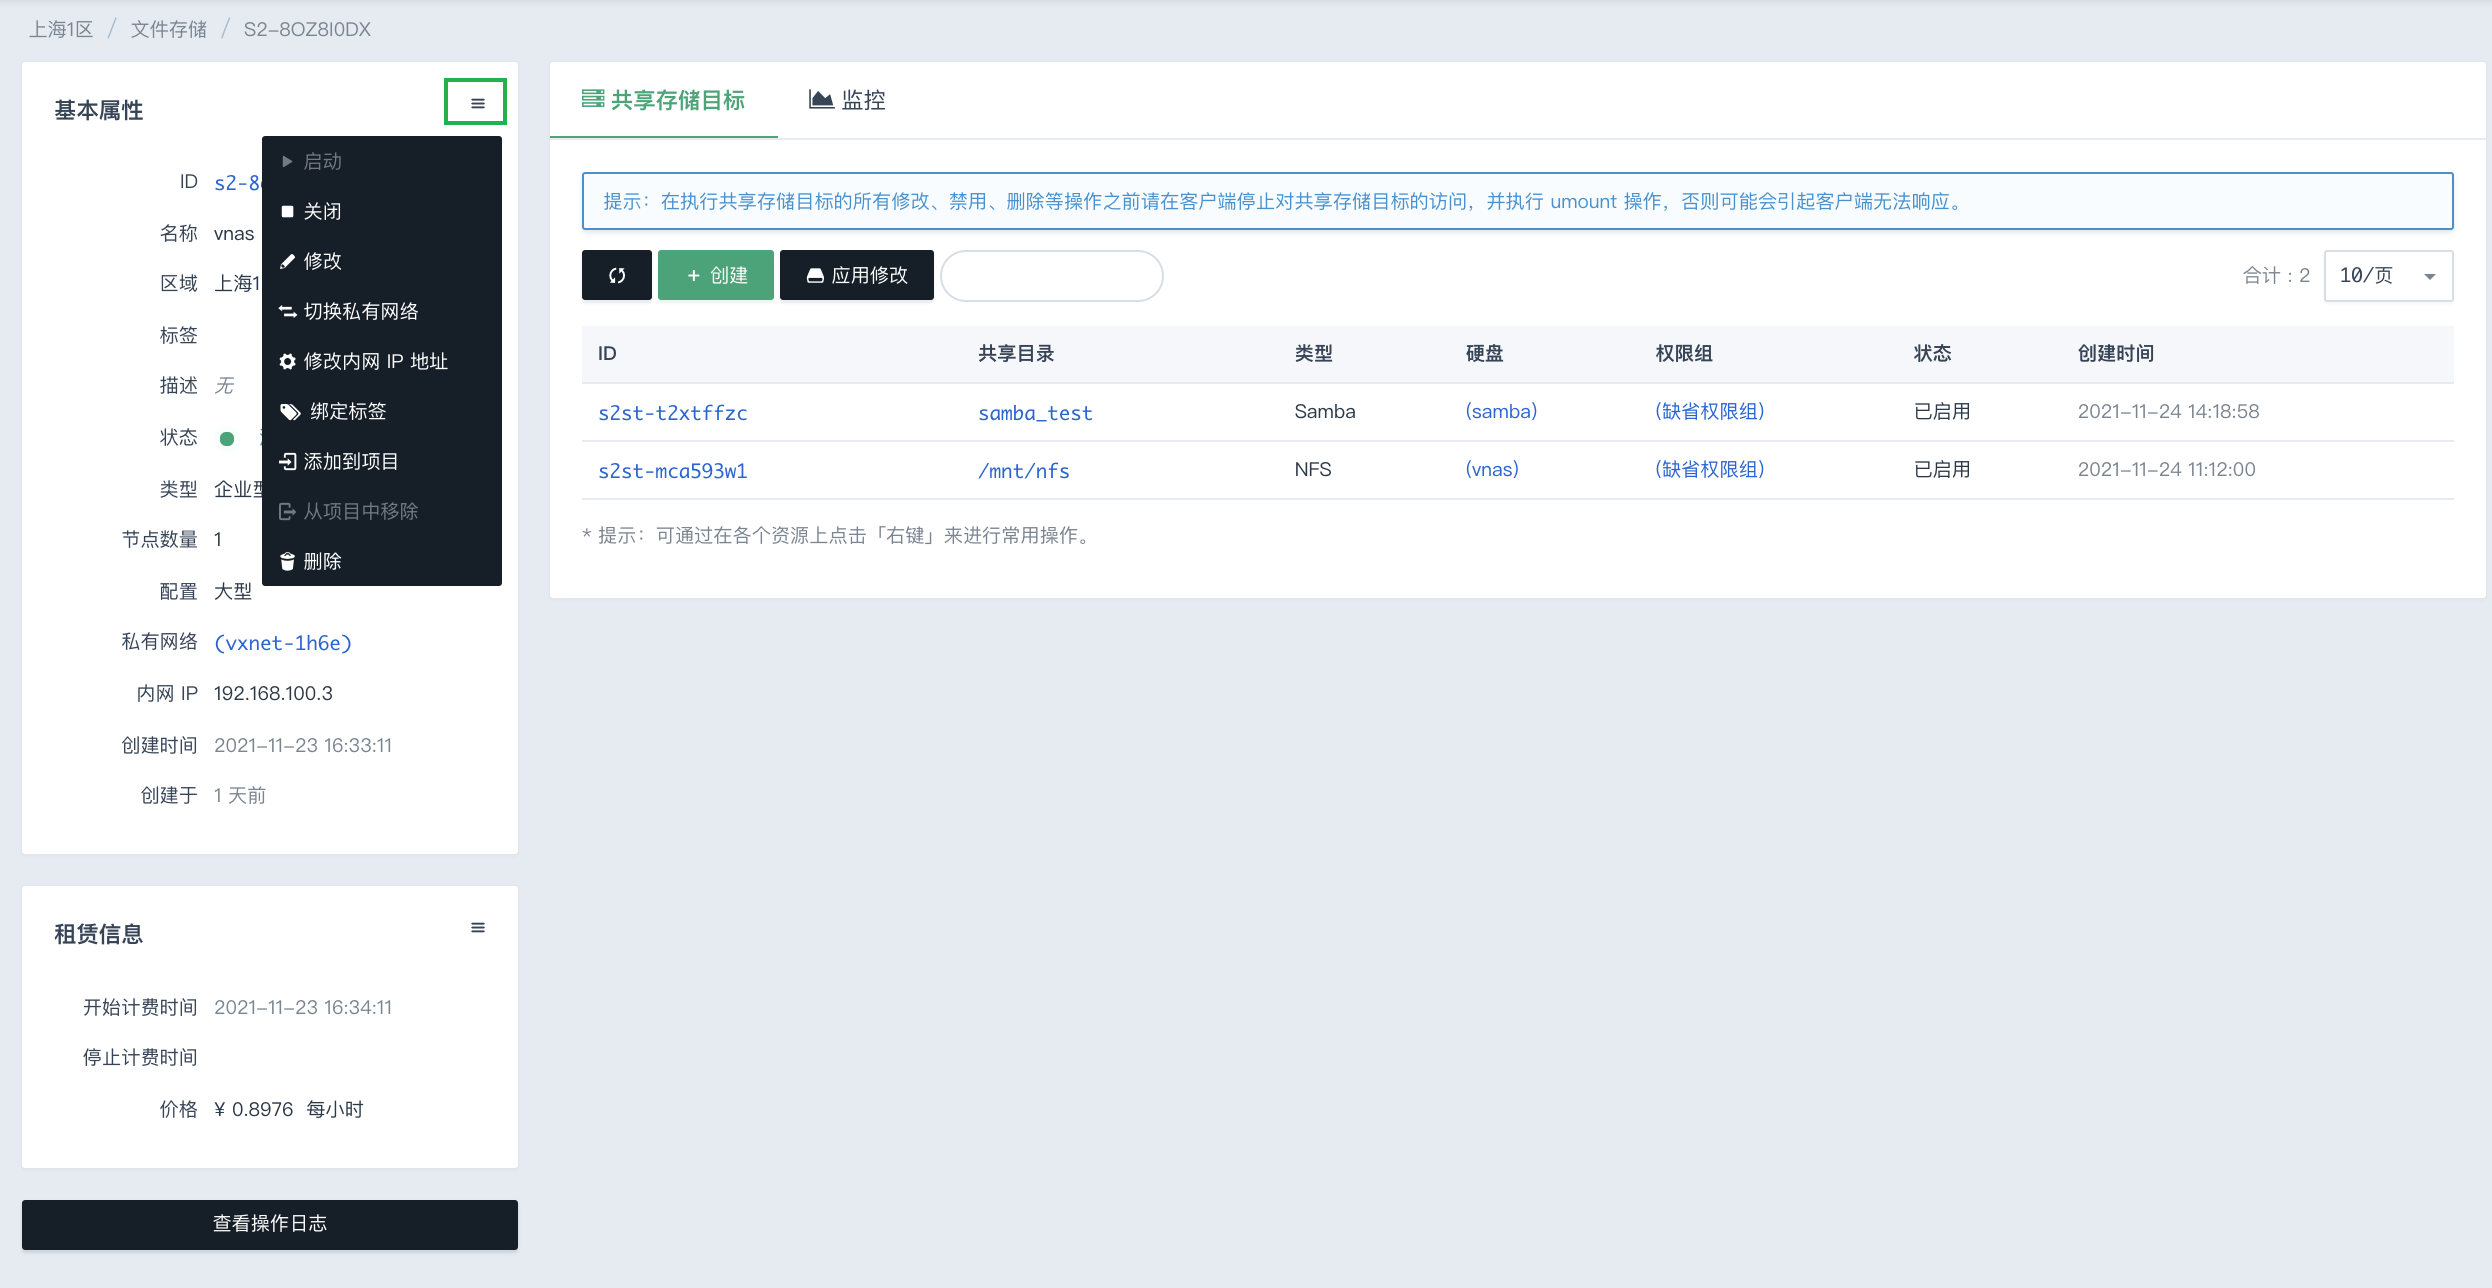 上海1区 / 文件存储 / S2-8OZ8I0DX
基本属性
启动
关闭
修改
切换私有网络
修改内网 IP 地址
绑定标签
添加到项目
从项目中移除
删除
ID s2-8
名称 vnas
区域 上海1
标签
描述 无
状态
类型 企业型
节点数量 1
配置 大型
私有网络 (vxnet-1h6e)
内网 IP 192.168.100.3
创建时间 2021-11-23 16:33:11
创建于 1 天前
租赁信息
开始计费时间 2021-11-23 16:34:11
停止计费时间
价格 ¥ 0.8976 每小时
查看操作日志
共享存储目标 监控
提示：在执行共享存储目标的所有修改、禁用、删除等操作之前请在客户端停止对共享存储目标的访问，并执行 umount 操作，否则可能会引起客户端无法响应。
+ 创建 应用修改 合计：2 10/页
ID 共享目录 类型 硬盘 权限组 状态 创建时间
s2st-t2xtffzc samba_test Samba (samba) (缺省权限组) 已启用 2021-11-24 14:18:58
s2st-mca593w1 /mnt/nfs NFS (vnas) (缺省权限组) 已启用 2021-11-24 11:12:00
* 提示：可通过在各个资源上点击「右键」来进行常用操作。